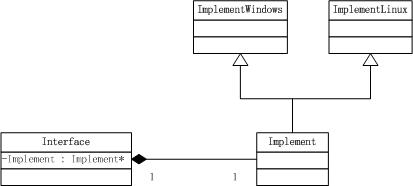 ImplementWindows
ImplementLinux
Interface
-Implement : Implement*
Implement
1
1